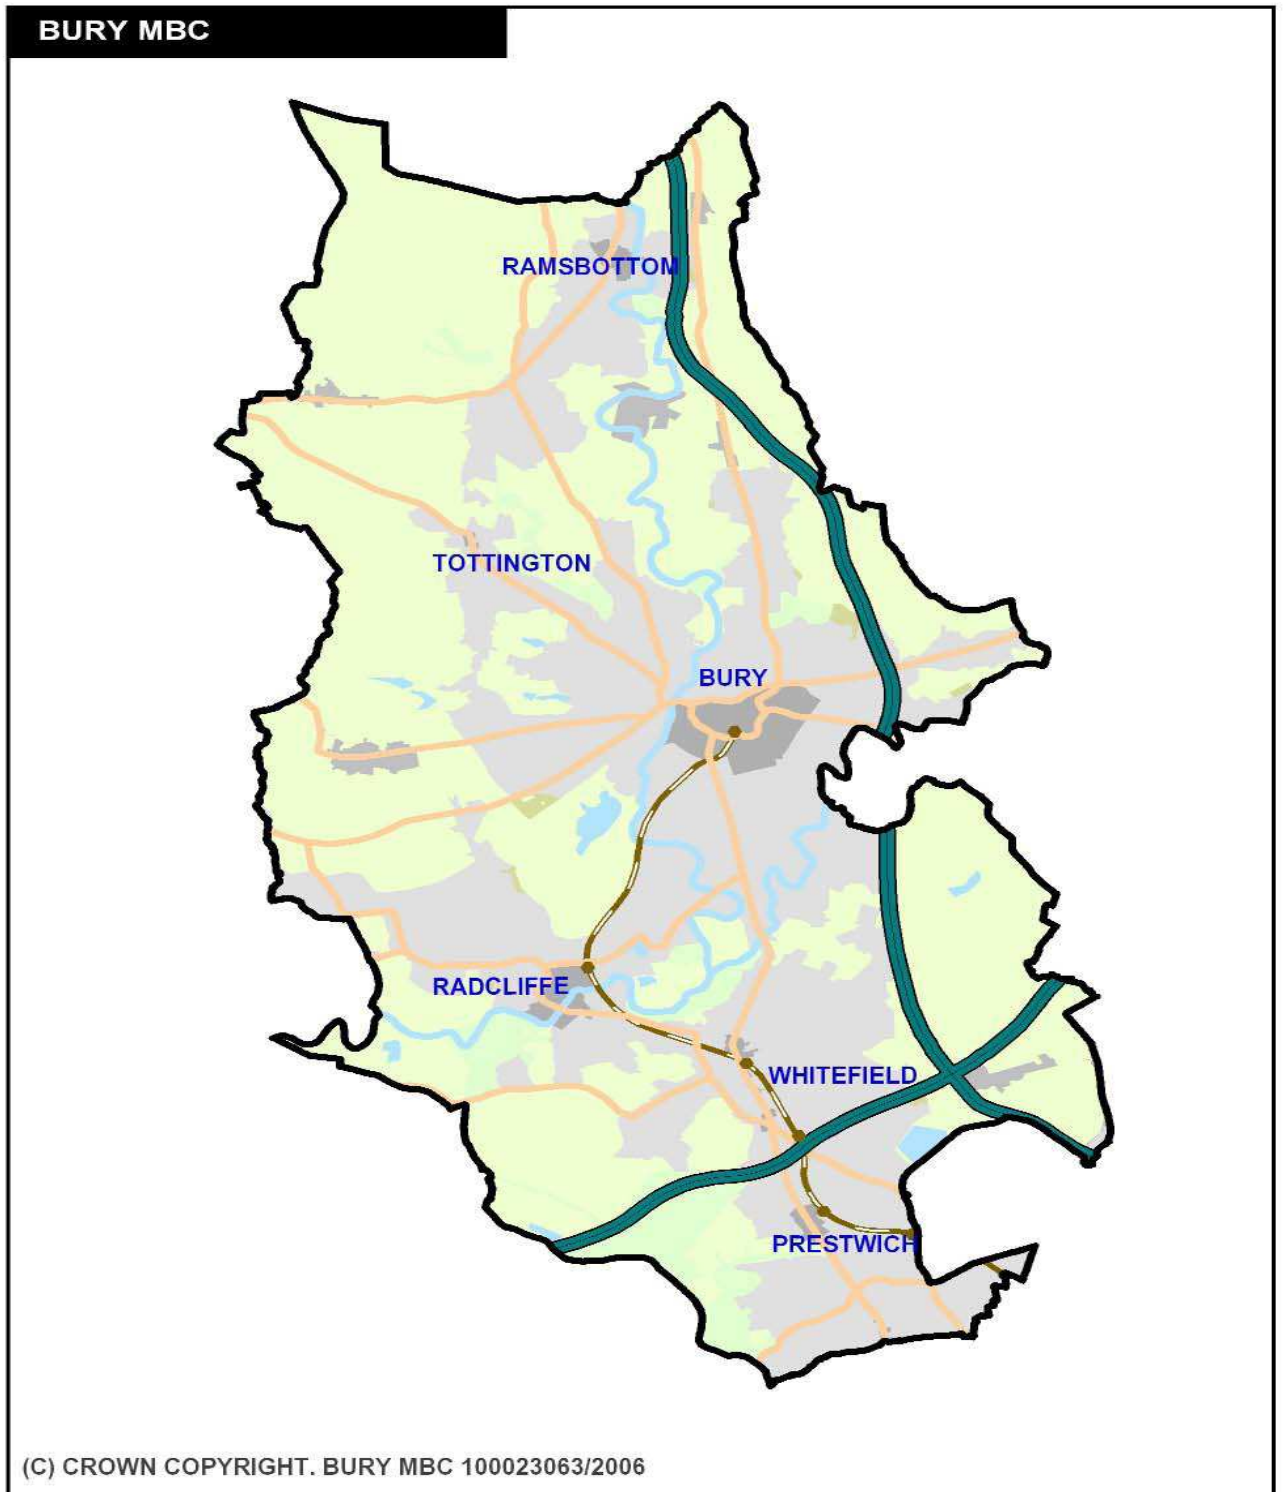 BURY MBC
RAMSBOTTOM
TOTTINGTON
BURY
RADCLIFFE
WHITEFIELD
PRESTWICH
(C) CROWN COPYRIGHT. BURY MBC 100023063/2006